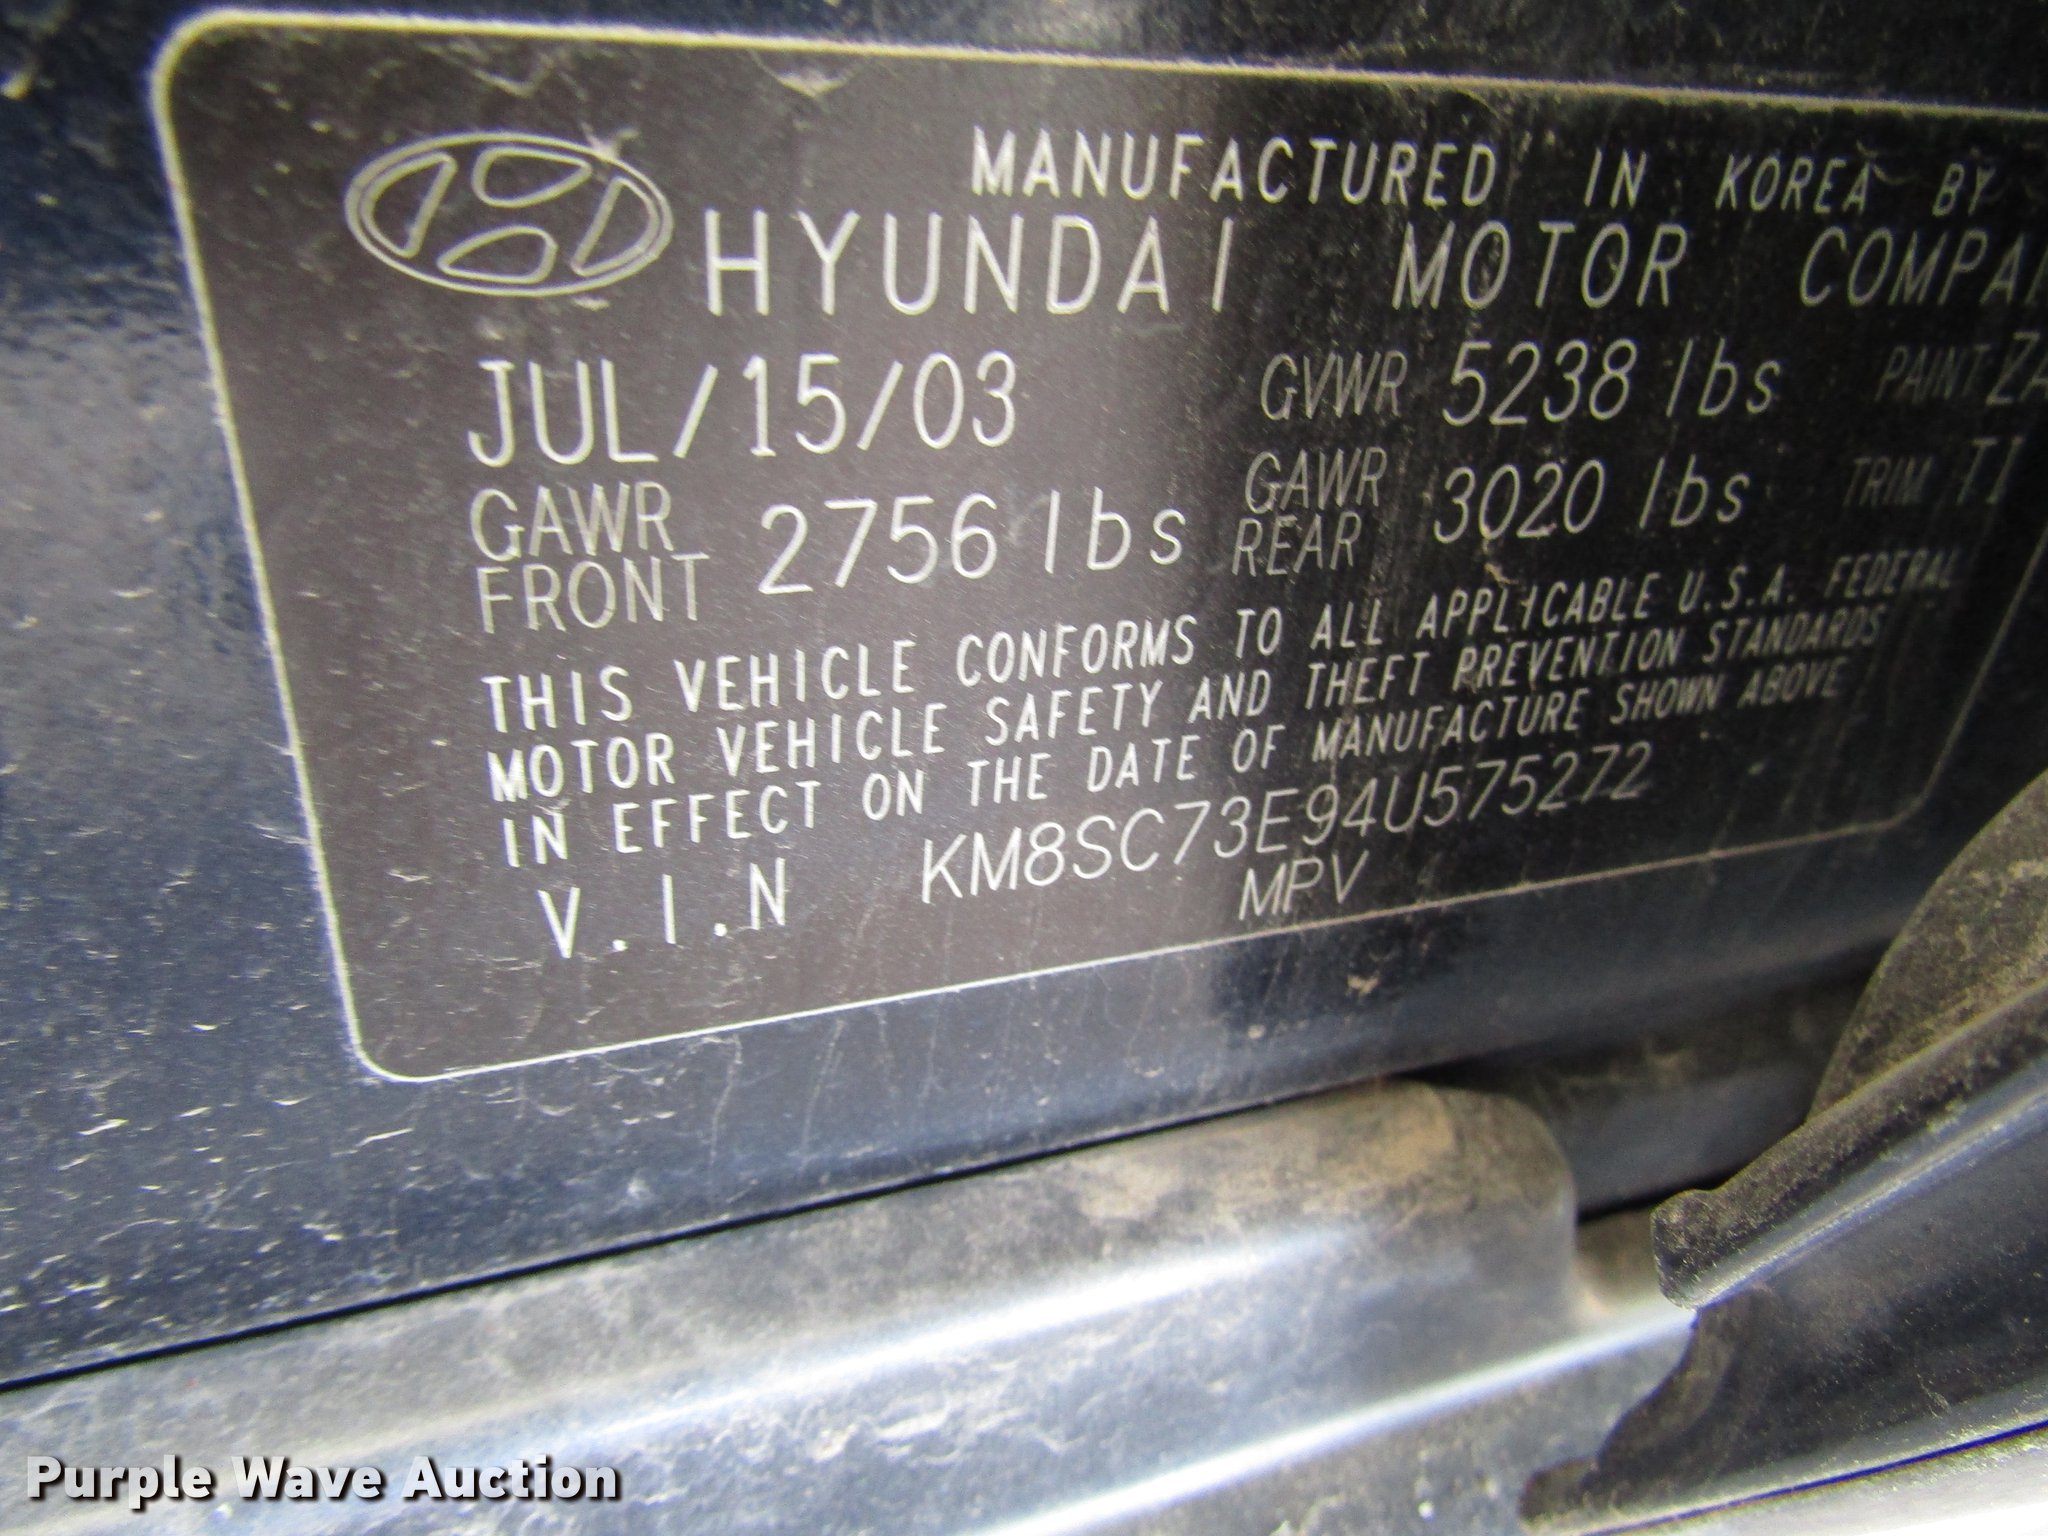 MANUFACTURED IN KOREA BY
HYUNDAI MOTOR
JUL/15/03 GVWR 5238 lbs PAINT ZA
GAWR FRONT 2756 lbs GAWR REAR 3020 lbs TRIM TI
THIS VEHICLE CONFORMS TO ALL APPLICABLE U.S.A. FEDERAL
MOTOR VEHICLE SAFETY AND THEFT PREVENTION STANDARDS
IN EFFECT ON THE DATE OF MANUFACTURE SHOWN ABOVE
V.I.N KM8SC73E94U575272
MPV
Purple Wave Auction